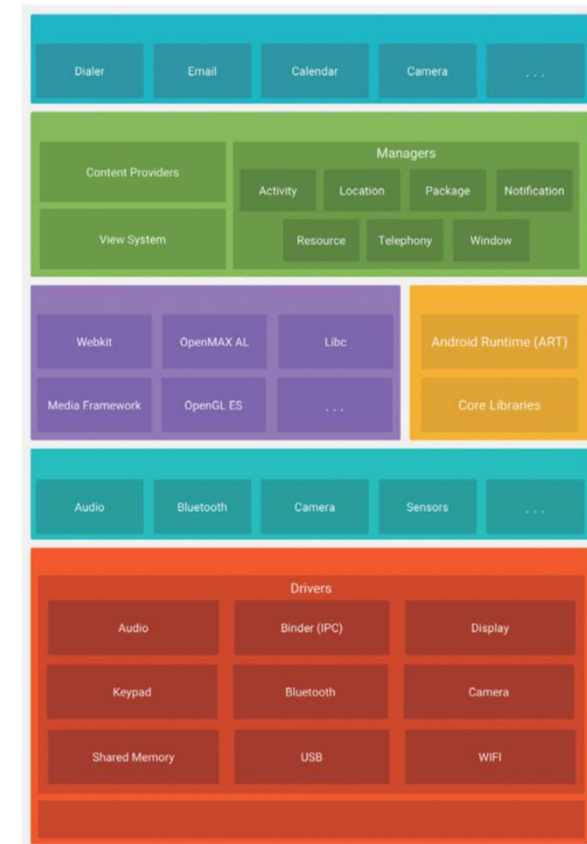 Dialer Email Calendar Camera . . .
Content Providers
View System
Managers
Activity Location Package Notification
Resource Telephony Window
Webkit OpenMAX AL Libc
Media Framework OpenGL ES . . .
Android Runtime (ART)
Core Libraries
Audio Bluetooth Camera Sensors . . .
Drivers
Audio Binder (IPC) Display
Keypad Bluetooth Camera
Shared Memory USB WIFI